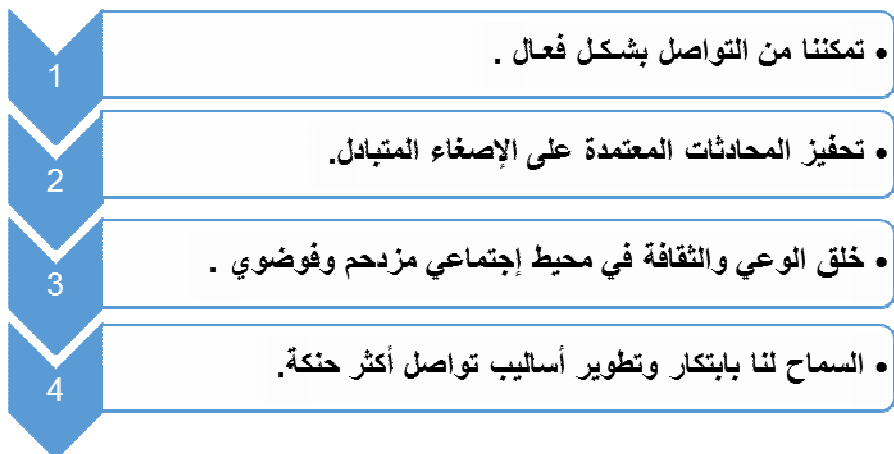 1
• تمكننا من التواصل بشكل فعال .
2
• تحفيز المحادثات المعتمدة على الإصغاء المتبادل.
3
• خلق الوعي والثقافة في محيط إجتماعي مزدحم وفوضوي .
4
• السماح لنا بابتكار وتطوير أساليب تواصل أكثر حنكة.